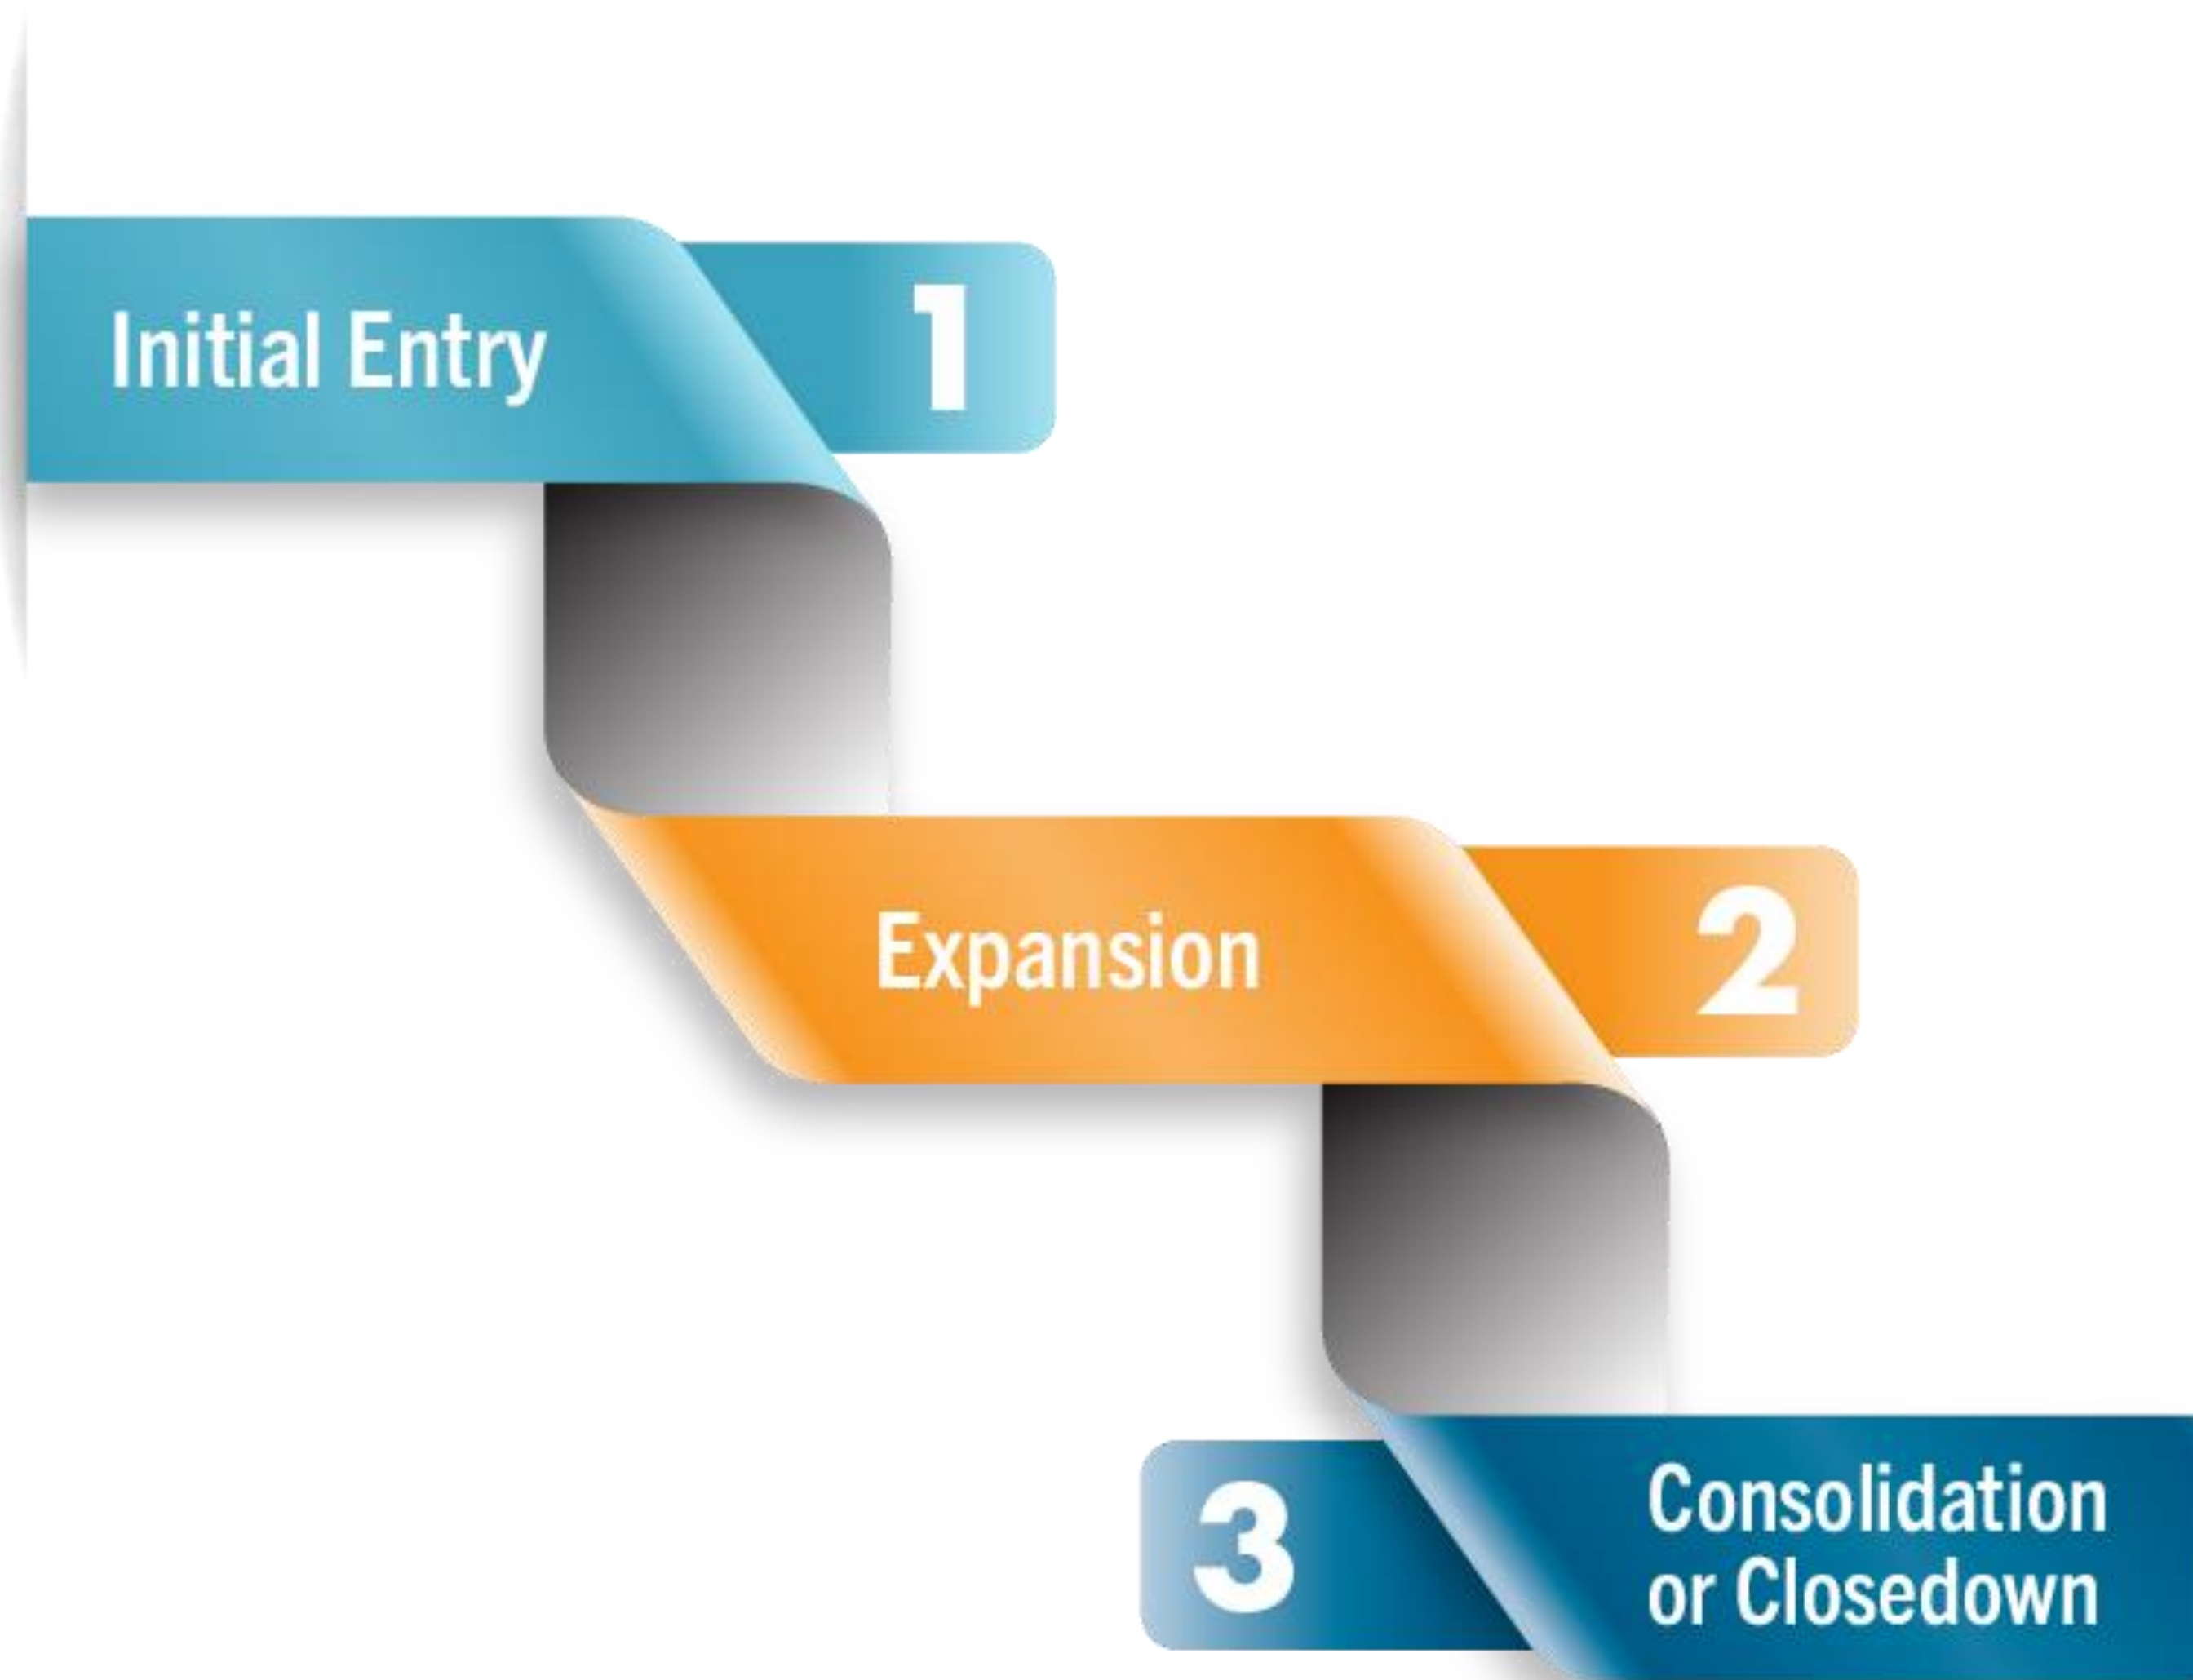 Initial Entry
1
Expansion
2
3
Consolidation
or Closedown